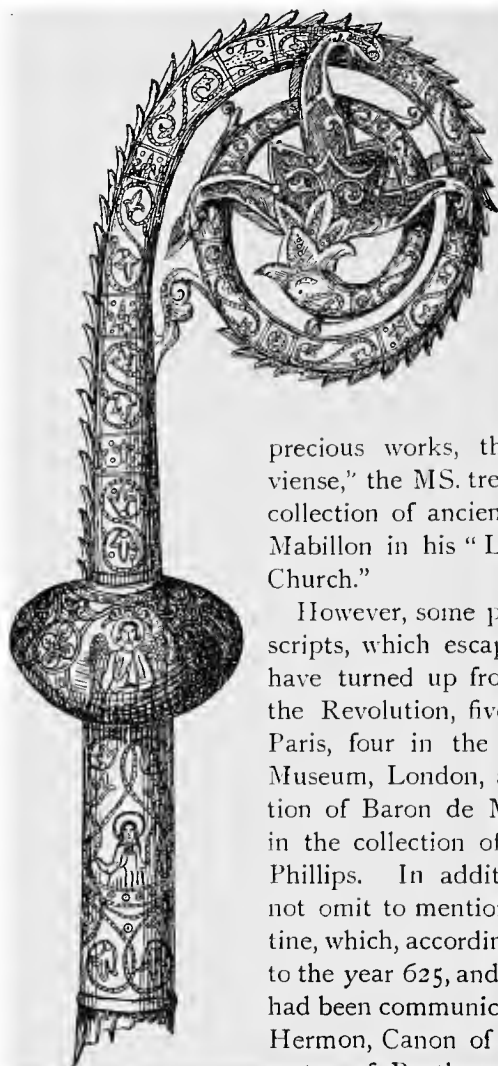 precious works, th
viense," the MS. tre
collection of ancien
Mabillon in his " L
Church."
However, some p
scripts, which escap
have turned up fro
the Revolution, five
Paris, four in the
Museum, London, a
tion of Baron de M
in the collection of
Phillips. In addit
not omit to mention
tine, which, accordin
to the year 625, and
had been communic
Hermon, Canon of